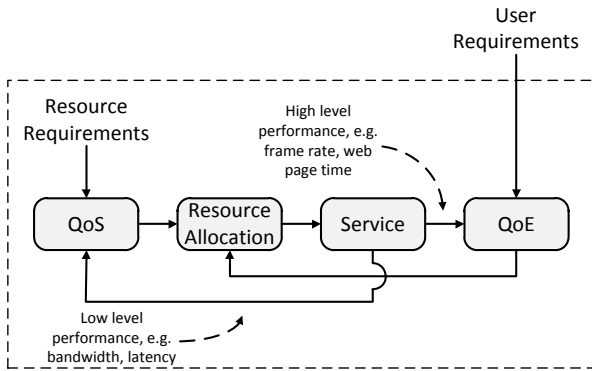 User
Requirements
Resource
Requirements
High level
performance, e.g.
frame rate, web
page time
QoS
Resource
Allocation
Service
QoE
Low level
performance, e.g.
bandwidth, latency